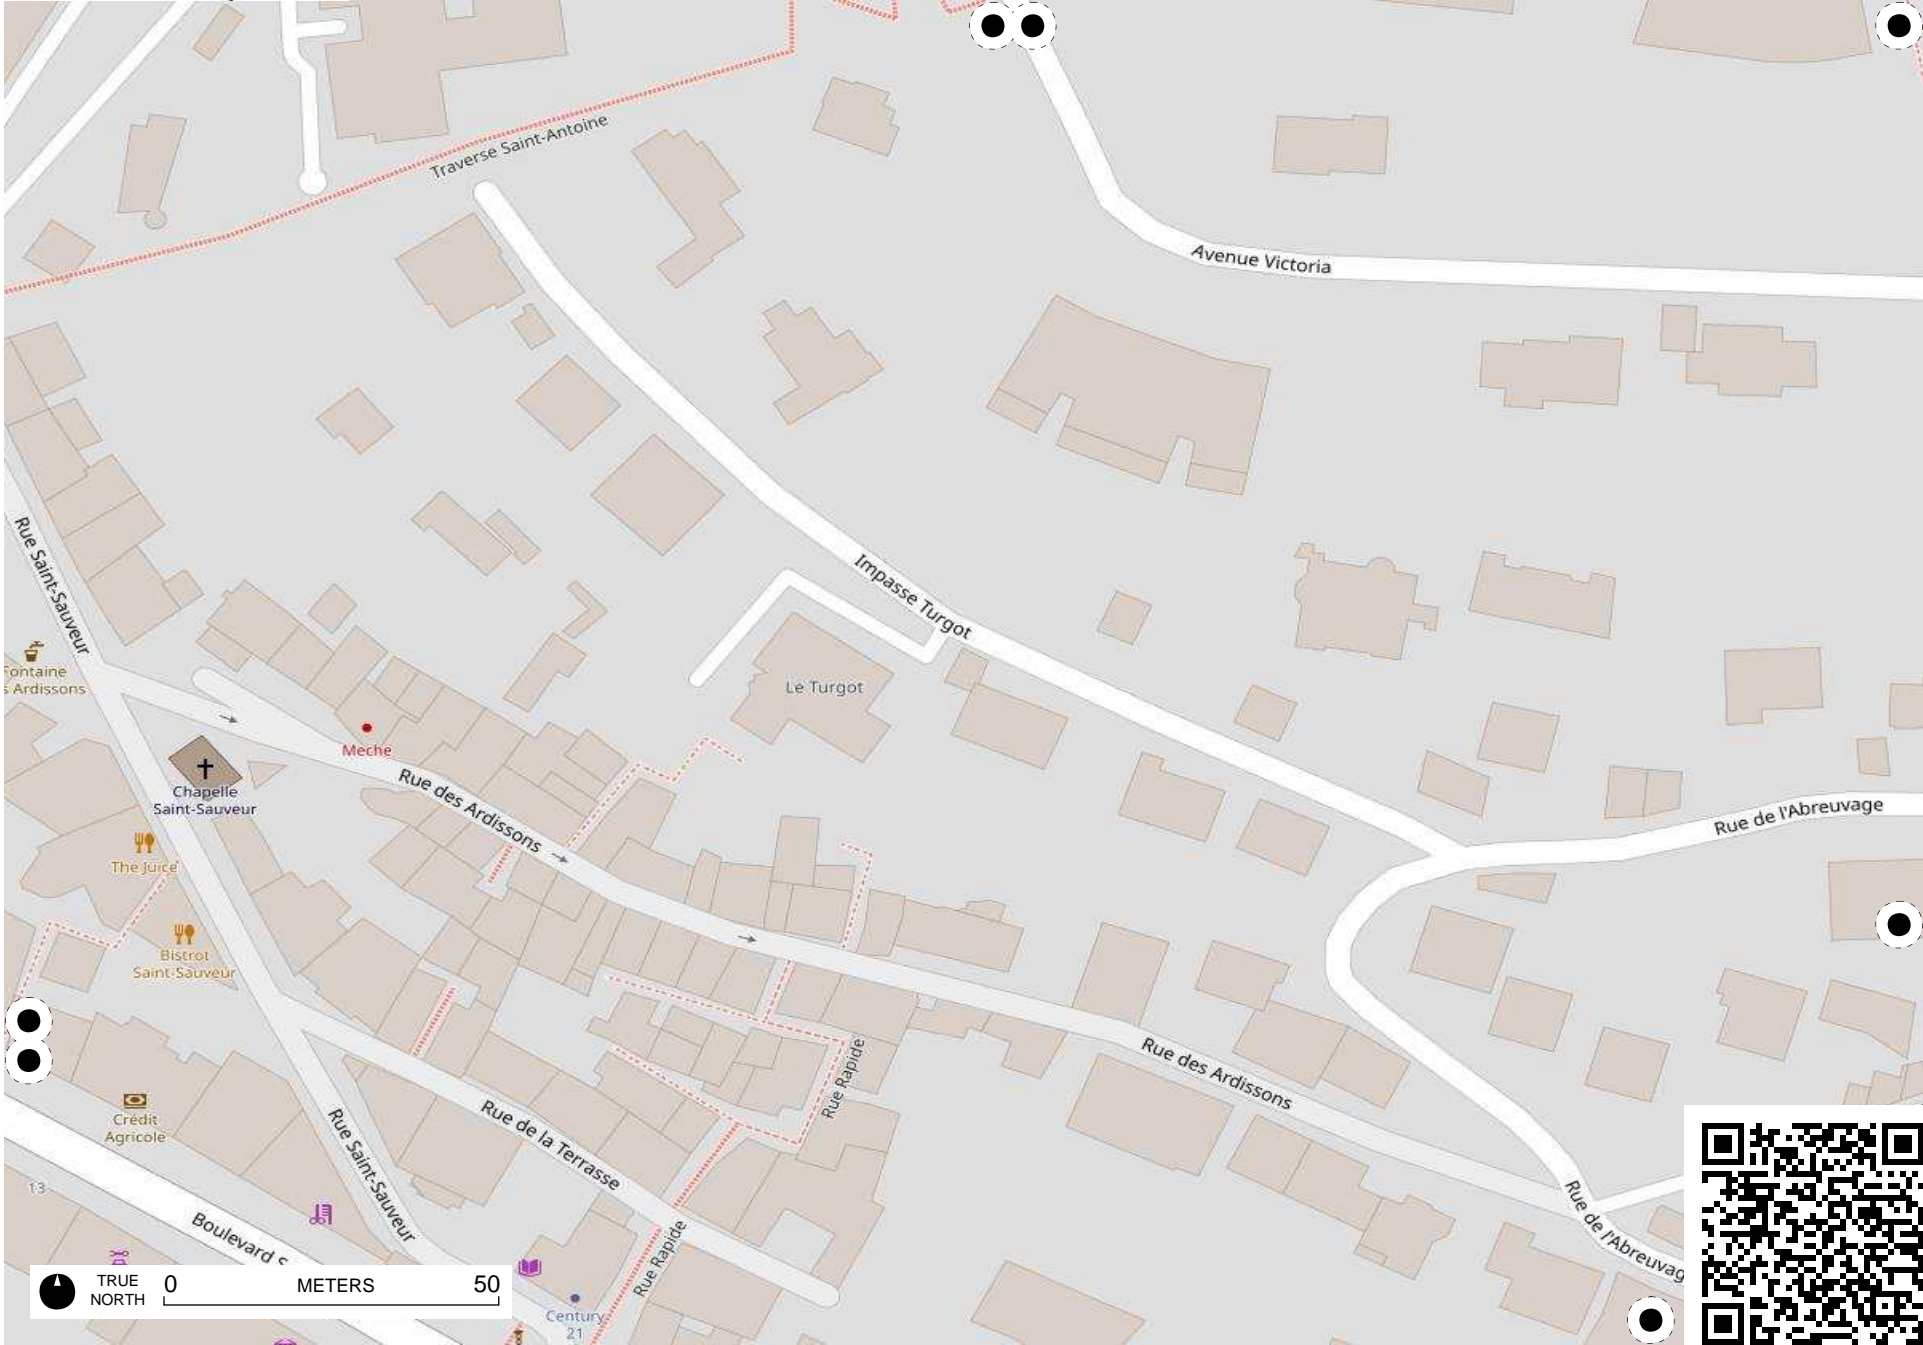 Traverse Saint-Antoine
Avenue Victoria
Rue Saint-Sauveur
Impasse Turgot
Fontaine
s Ardissons
Le Turgot
Meche
Chapelle
Saint-Sauveur
Rue des Ardissons
Rue de l'Abreuvage
The Juice
Bistrot
Saint-Sauveur
Rue Rapide
Rue des Ardissons
Crédit
Agricole
Rue de la Terrasse
Rue Saint-Sauveur
13
Boulevard S
Rue Rapide
Rue de l'Abreuvag
TRUE
NORTH
0 METERS 50
Century
21